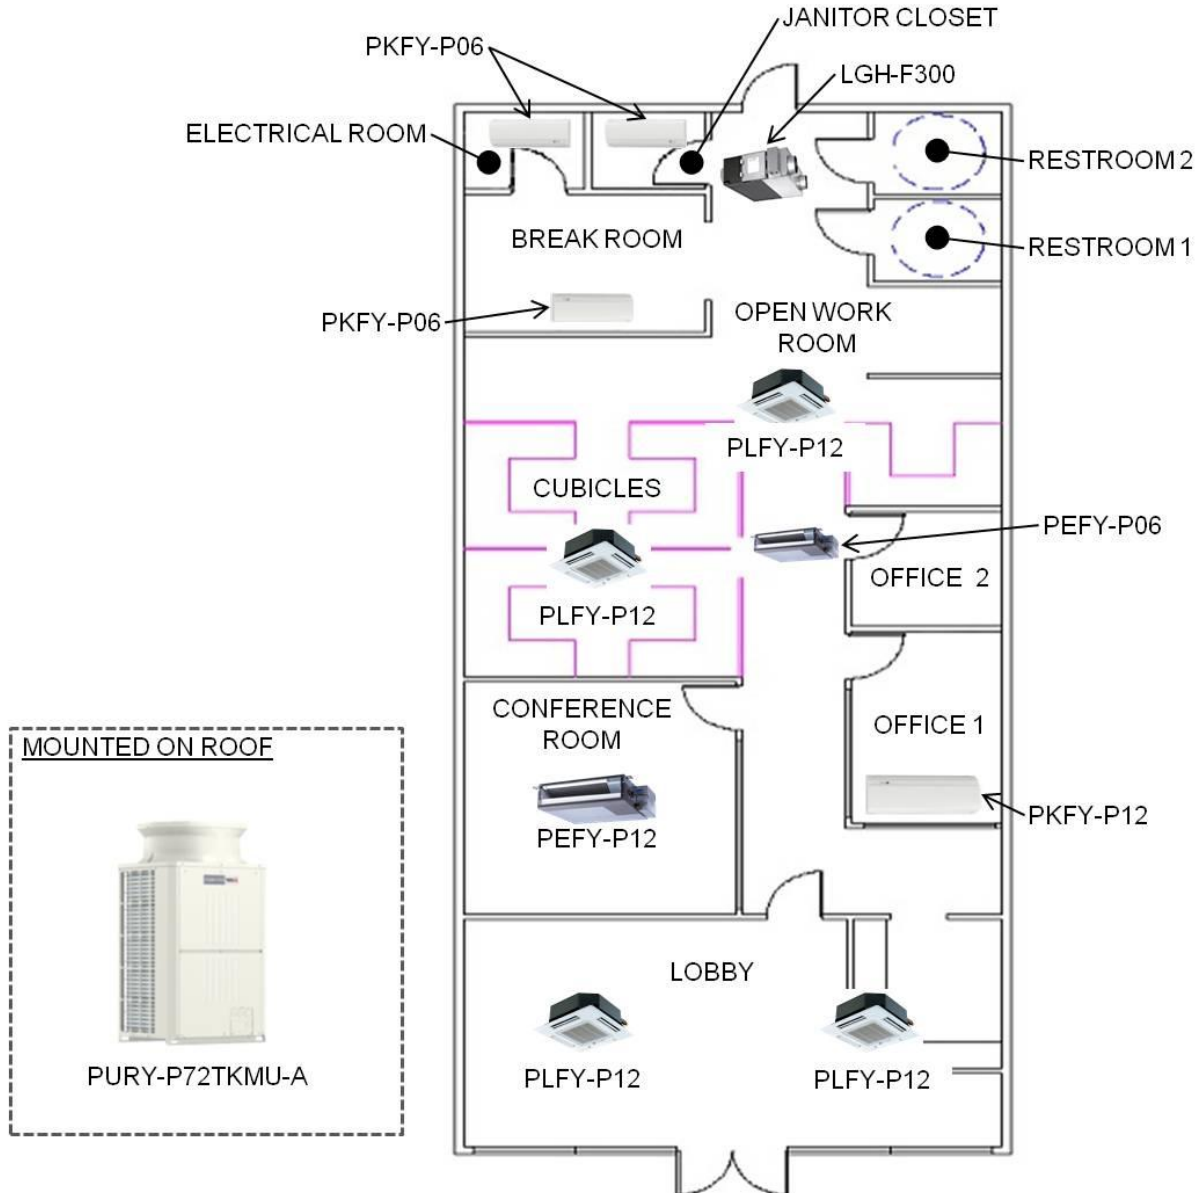 JANITOR CLOSET
PKFY-P06
LGH-F300
ELECTRICAL ROOM
RESTROOM 2
BREAK ROOM
RESTROOM 1
PKFY-P06
OPEN WORK
ROOM
PLFY-P12
CUBICLES
PEFY-P06
OFFICE 2
PLFY-P12
CONFERENCE
ROOM
OFFICE 1
MOUNTED ON ROOF
PKFY-P12
PEFY-P12
LOBBY
PURY-P72TKMU-A
PLFY-P12
PLFY-P12